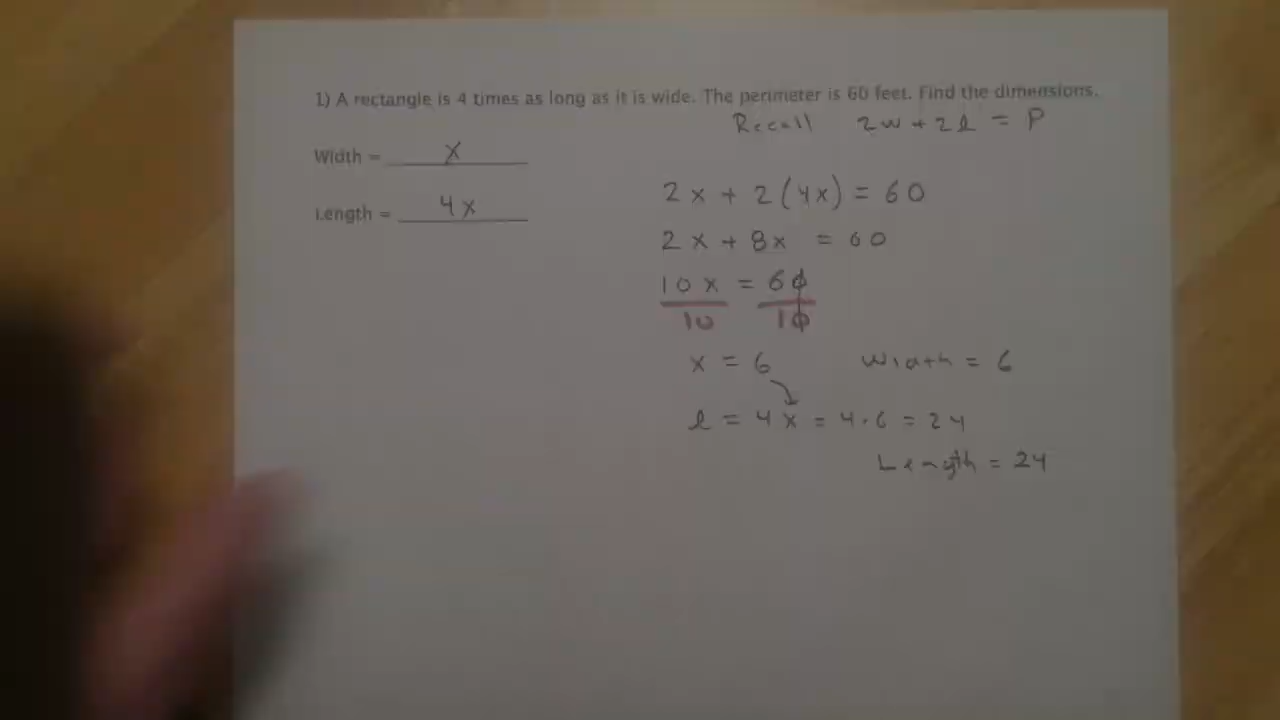 1) A rectangle is 4 times as long as it is wide. The perimeter is 60 feet. Find the dimensions.
Recall 2w + 2l = P
Width = x
Length = 4x
2x + 2(4x) = 60
2x + 8x = 60
10x = 60
10 10
x = 6 Width = 6
l = 4x = 4·6 = 24
Length = 24